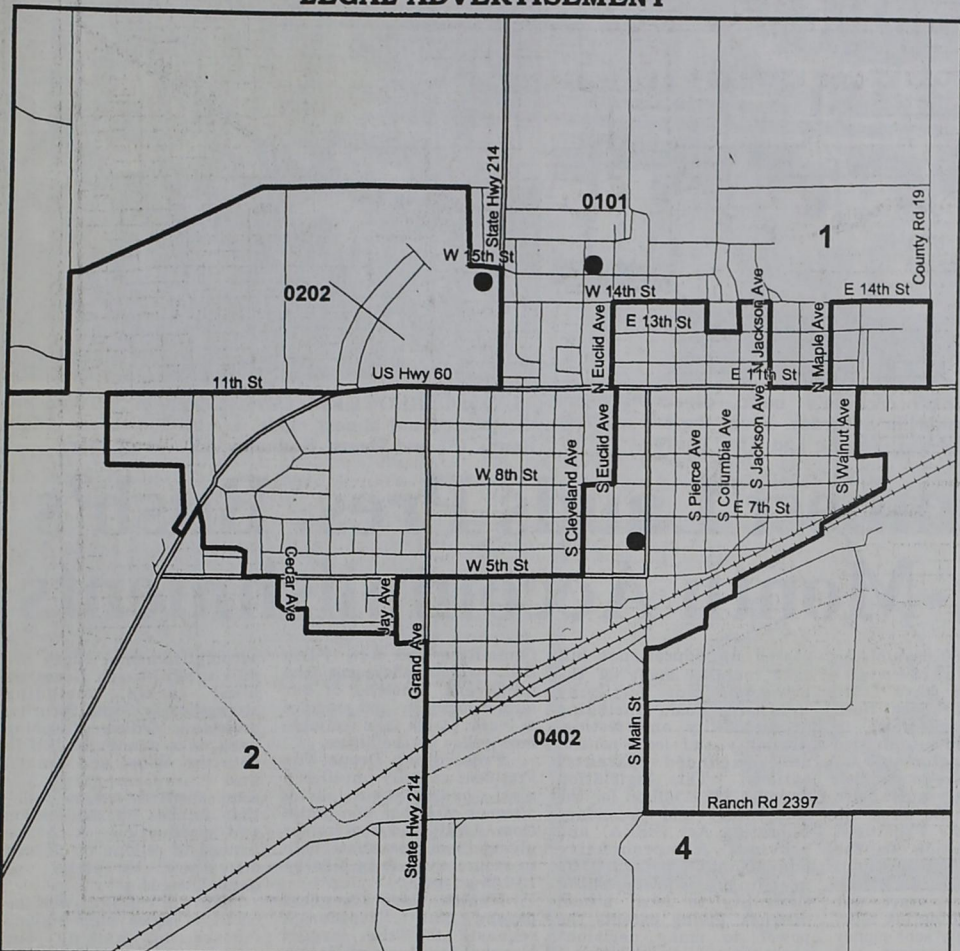 LEGAL ADVERTISEMENT
State Hwy 214
0101
1
County Rd 19
W 15th St
0202
W 14th St
E 14th St
N Euclid Ave
E 13th St
N Jackson Ave
N Maple Ave
11th St
US Hwy 60
E 11th St
S Euclid Ave
S Cleveland Ave
W 8th St
S Pierce Ave
S Columbia Ave
S Jackson Ave
S Walnut Ave
E 7th St
W 5th St
Cedar Ave
Jay Ave
Grand Ave
2
0402
S Main St
State Hwy 214
Ranch Rd 2397
4